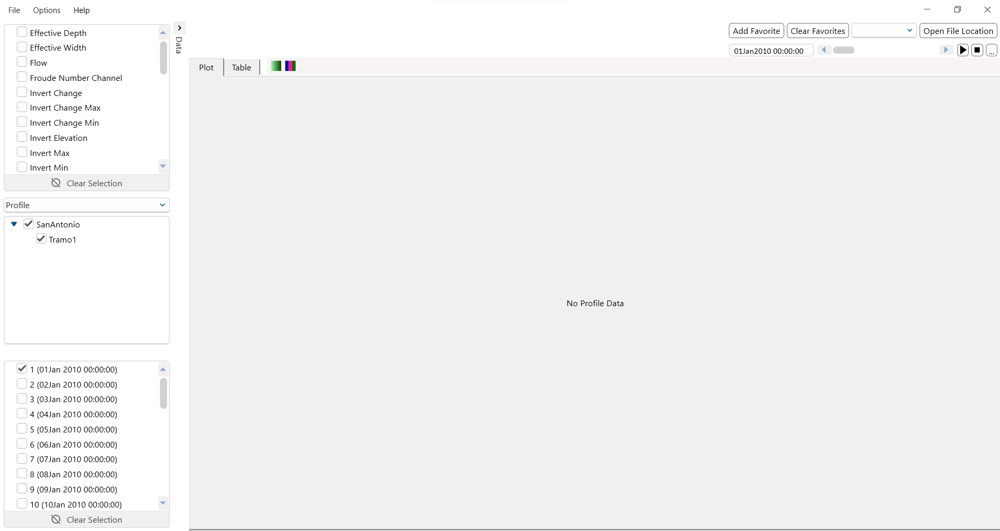 File Options Help
Effective Depth
Effective Width
Flow
Froude Number Channel
Invert Change
Invert Change Max
Invert Change Min
Invert Elevation
Invert Max
Invert Min
Clear Selection
Profile
SanAntonio
Tramo1
1 (01Jan 2010 00:00:00)
2 (02Jan 2010 00:00:00)
3 (03Jan 2010 00:00:00)
4 (04Jan 2010 00:00:00)
5 (05Jan 2010 00:00:00)
6 (06Jan 2010 00:00:00)
7 (07Jan 2010 00:00:00)
8 (08Jan 2010 00:00:00)
9 (09Jan 2010 00:00:00)
10 (10Jan 2010 00:00:00)
Clear Selection
Data
Add Favorite Clear Favorites Open File Location
01Jan2010 00:00:00 ...
Plot Table
No Profile Data